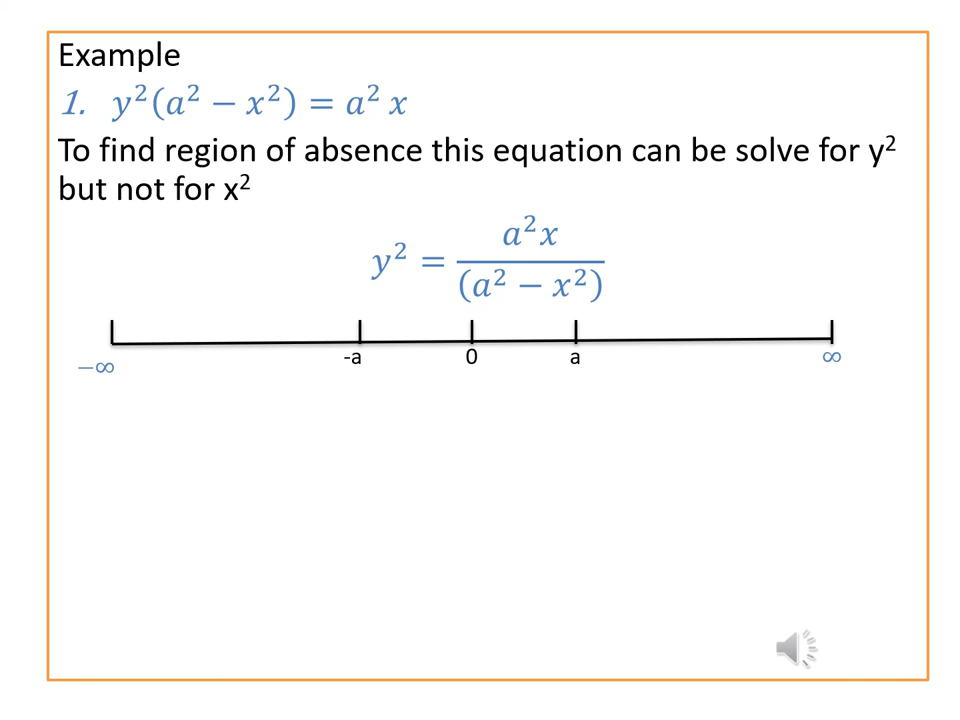 Example
1. y²(a² − x²) = a² x
To find region of absence this equation can be solve for y²
but not for x²
y² = a²x / (a² − x²)
−∞ -a 0 a ∞